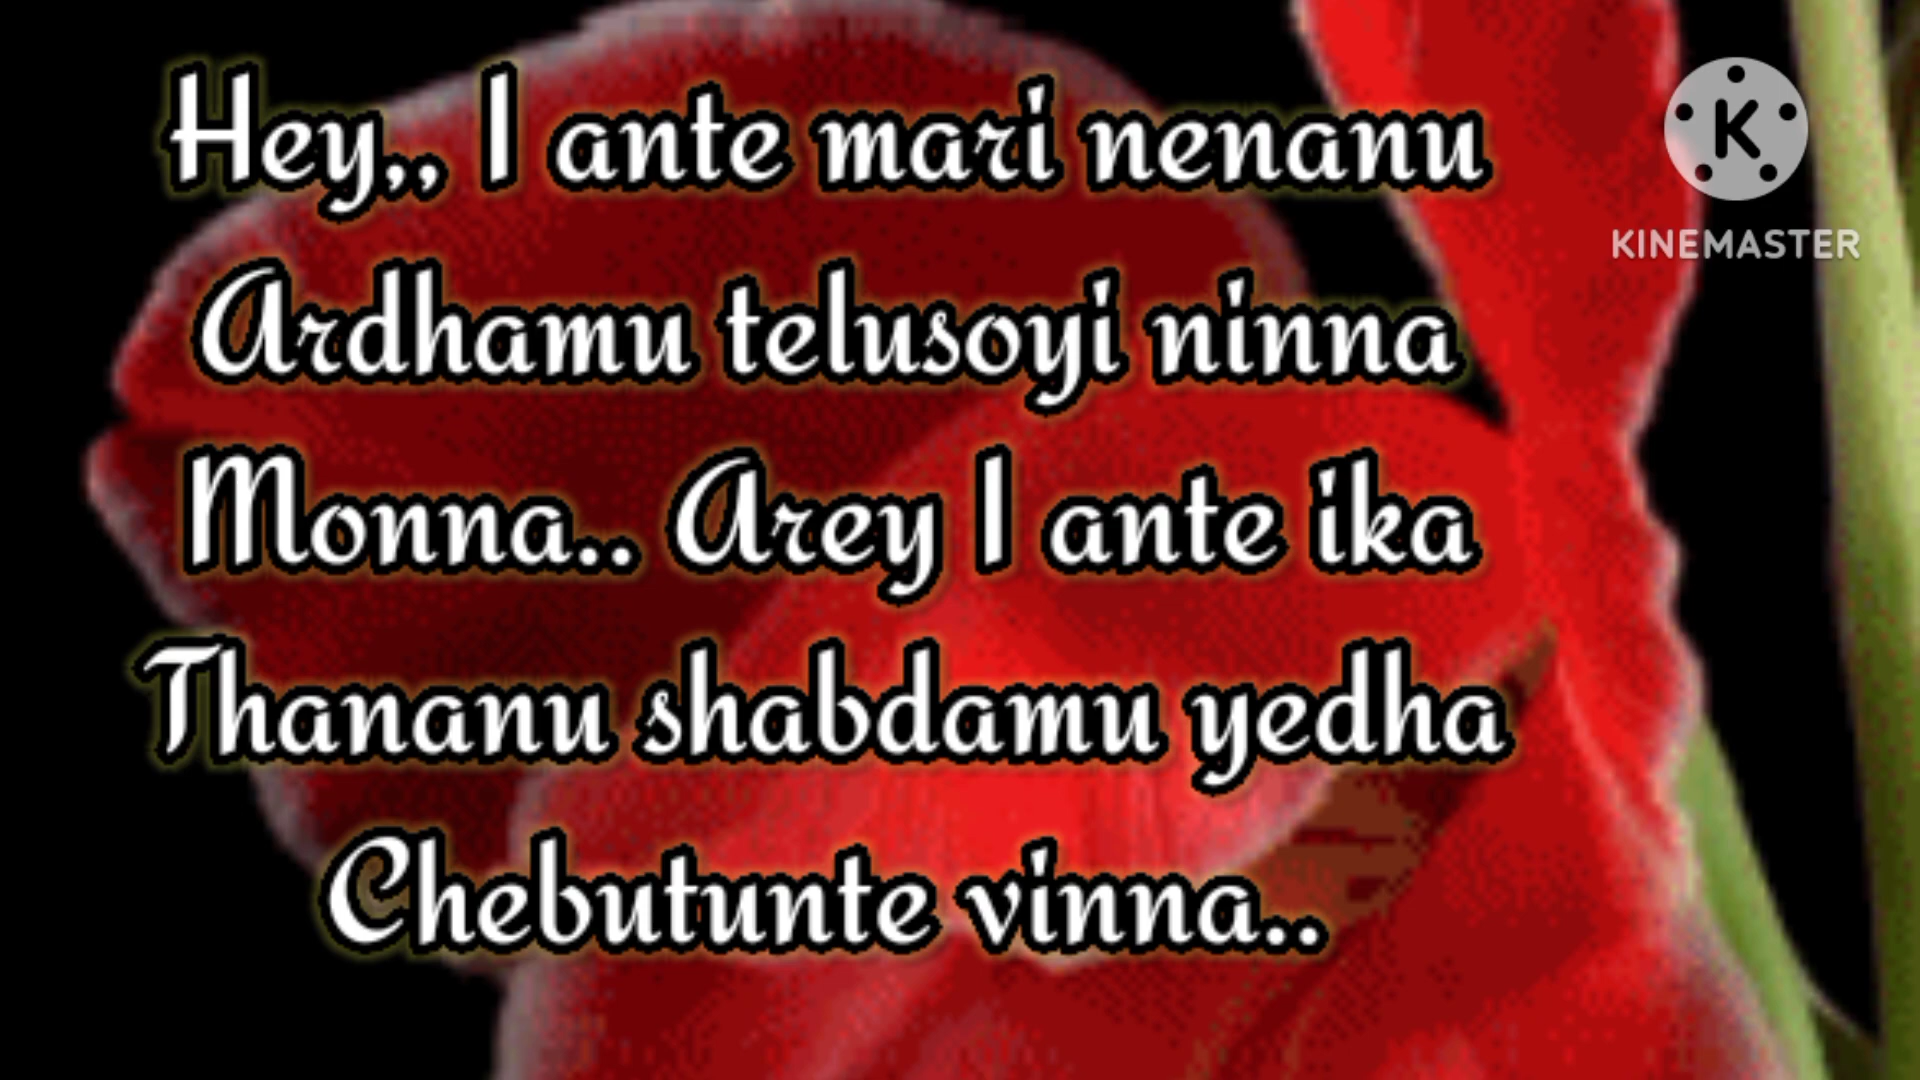 Hey,, I ante mari nenanu
Ardhamu telusoyi ninna
Monna.. Arey I ante ika
Thananu shabdamu yedha
Chebutunte vinna..
K
KINEMASTER